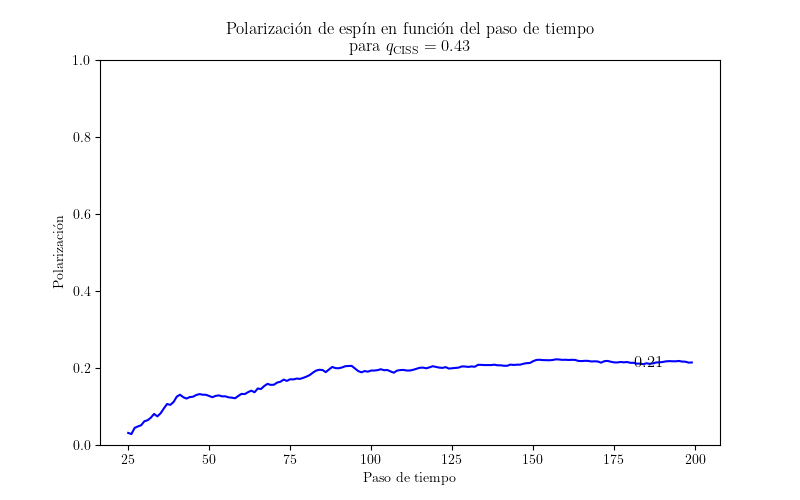 Polarización de espín en función del paso de tiempo
para q_CISS = 0.43
1.0
0.8
0.6
0.4
0.2
0.0
Polarización
0.21
25 50 75 100 125 150 175 200
Paso de tiempo